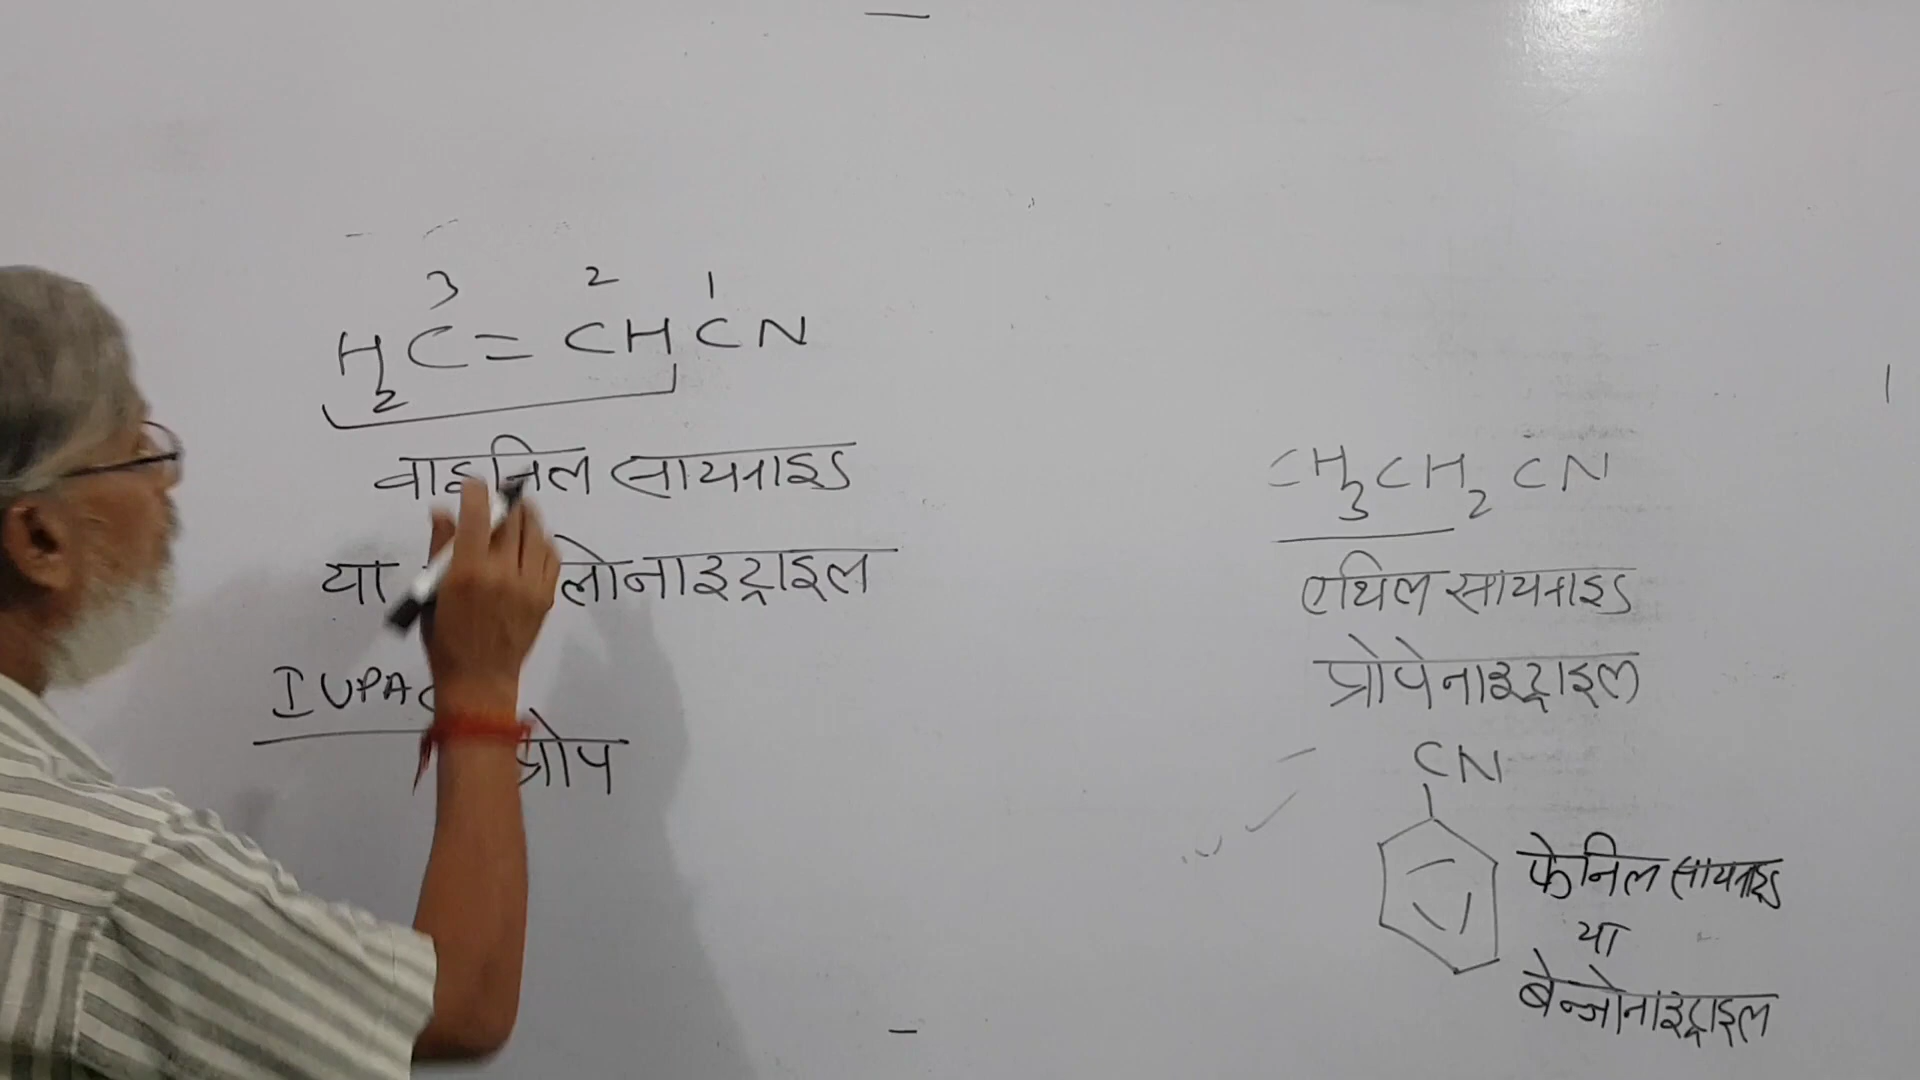 3 2 1
H2C=CHCN
वाइनिल सायनाइड
या लोनाइट्राइल
IUPAC
प्रोप
CH3CH2CN
एथिल सायनाइड
प्रोपेनाइट्राइल
CN
फेनिल सायनाइड
या
बेन्जोनाइट्राइल